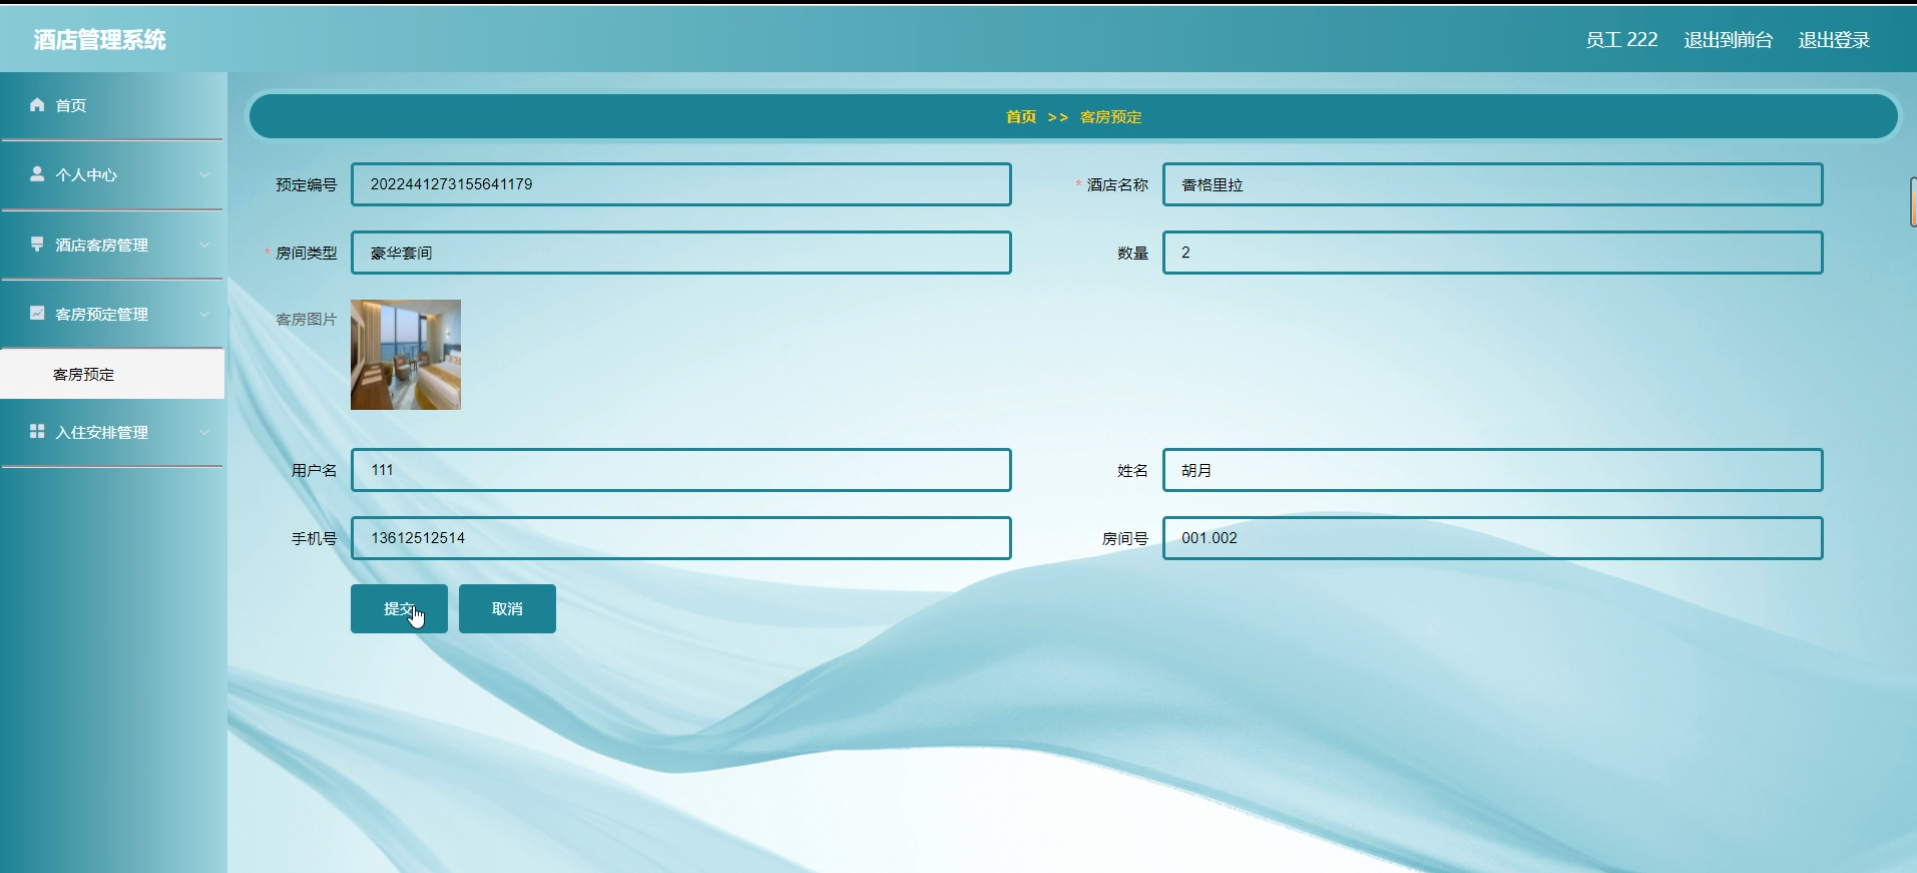 酒店管理系统
员工 222 退出到前台 退出登录
首页
个人中心
酒店客房管理
客房预定管理
客房预定
入住安排管理
首页 >> 客房预定
预定编号 2022441273155641179
* 酒店名称 香格里拉
* 房间类型 豪华套间
数量 2
客房图片
用户名 111
姓名 胡月
手机号 13612512514
房间号 001.002
提交 取消